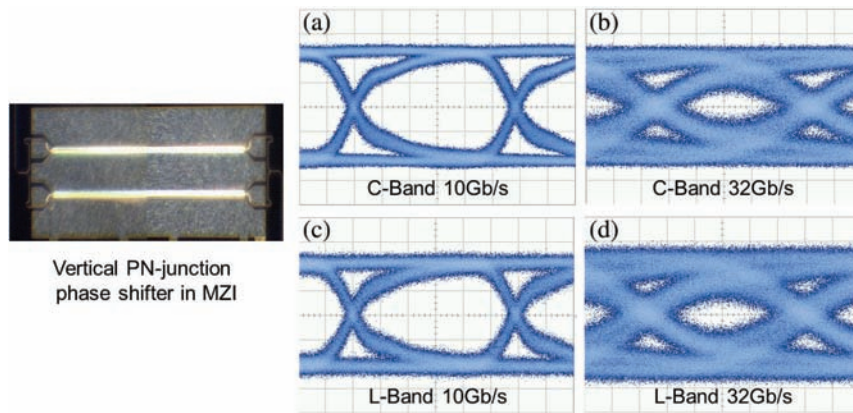 (a)
(b)
C-Band 10Gb/s
C-Band 32Gb/s
(c)
(d)
L-Band 10Gb/s
L-Band 32Gb/s
Vertical PN-junction
phase shifter in MZI